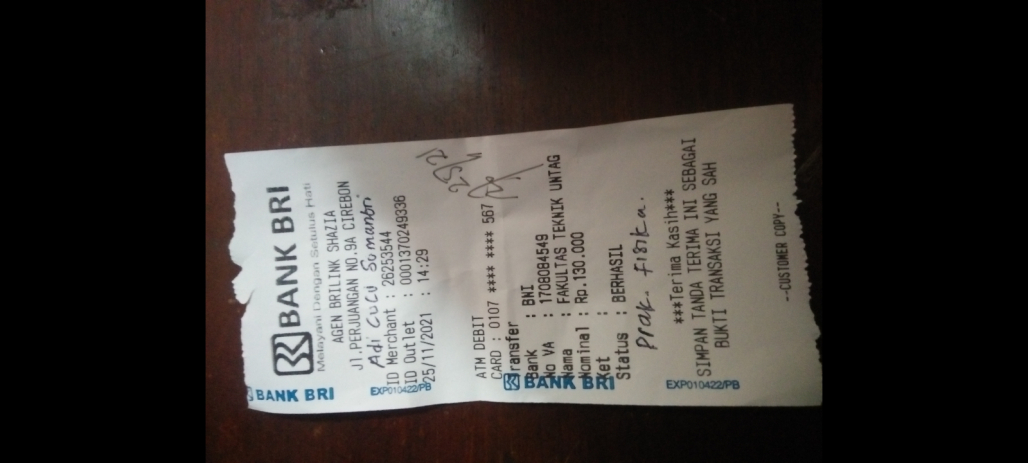 BANK BRI
Melayani Dengan Setulus Hati
AGEN BRILINK SHAZIA
Jl.PERJUANGAN NO.9A CIREBON
Adi Cucu Sumantri
ID Merchant : 26253544
ID Outlet : 0001370249336
25/11/2021 : 14:29
BANK BRI
EXP010422/PB
ATM DEBIT
CARD : 0107 **** **** 567
Transfer
Bank : BNI
No VA : 1708084549
Nama : FAKULTAS TEKNIK UNTAG
Nominal : Rp.130.000
Ket :
Status : BERHASIL
BANK BRI
Prak. Fisika.
EXP010422/PB
***Terima Kasih***
SIMPAN TANDA TERIMA INI SEBAGAI
BUKTI TRANSAKSI YANG SAH
--CUSTOMER COPY--